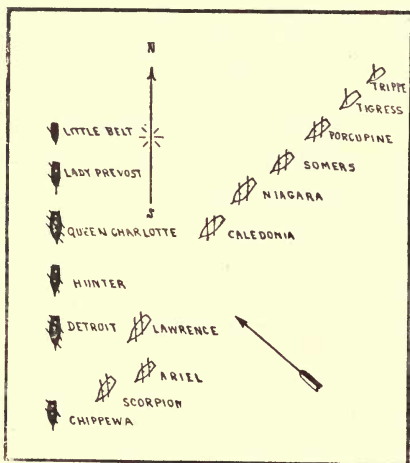 N
TRIPPE
TIGRESS
LITTLE BELT
PORCUPINE
LADY PREVOST
SOMERS
NIAGARA
S
QUEEN CHARLOTTE
CALEDONIA
HUNTER
DETROIT
LAWRENCE
ARIEL
SCORPION
CHIPPEWA